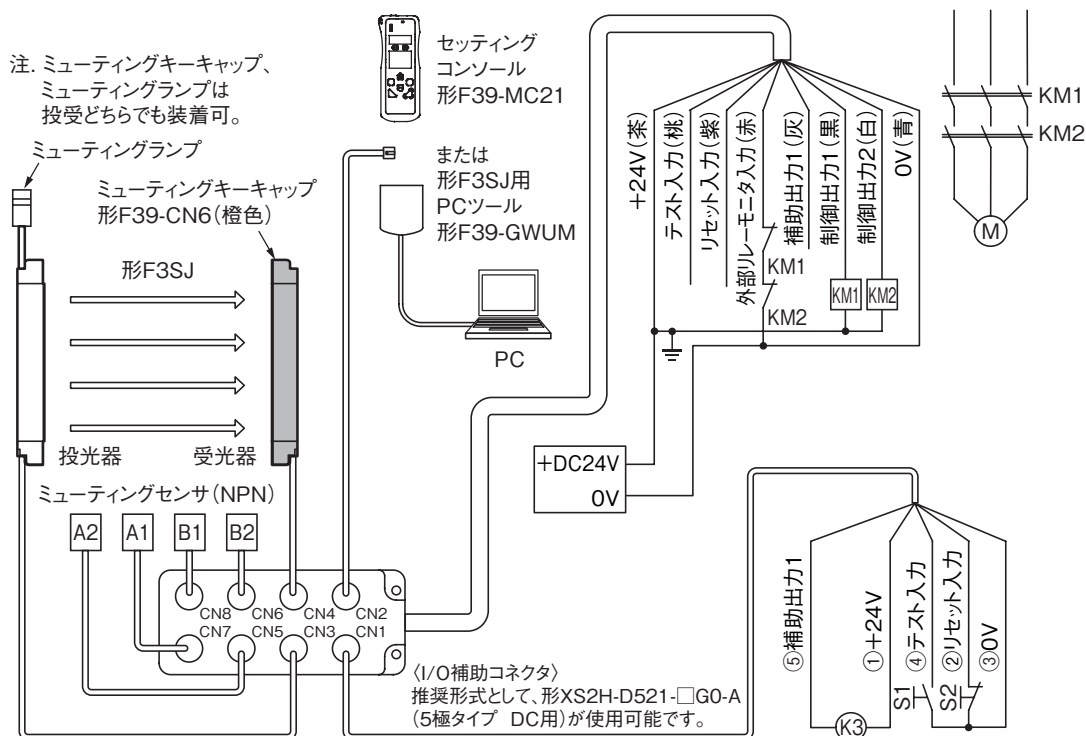 注. ミューティングキーキャップ、
ミューティングランプは
投受どちらでも装着可。
ミューティングランプ
ミューティングキーキャップ
形F39-CN6(橙色)
形F3SJ
投光器
受光器
ミューティングセンサ(NPN)
A2
A1
B1
B2
CN8
CN6
CN4
CN2
CN7
CN5
CN3
CN1
セッティング
コンソール
形F39-MC21
または
形F3SJ用
PCツール
形F39-GWUM
PC
+24V(茶)
テスト入力(桃)
リセット入力(紫)
外部リレーモニタ入力(赤)
補助出力1(灰)
制御出力1(黒)
制御出力2(白)
0V(青)
KM1
KM2
KM1
KM2
KM1
KM2
M
+DC24V
0V
〈I/O補助コネクタ〉
推奨形式として、形XS2H-D521-□G0-A
(5極タイプ DC用)が使用可能です。
⑤補助出力1
①+24V
④テスト入力
②リセット入力
③0V
S1
S2
K3